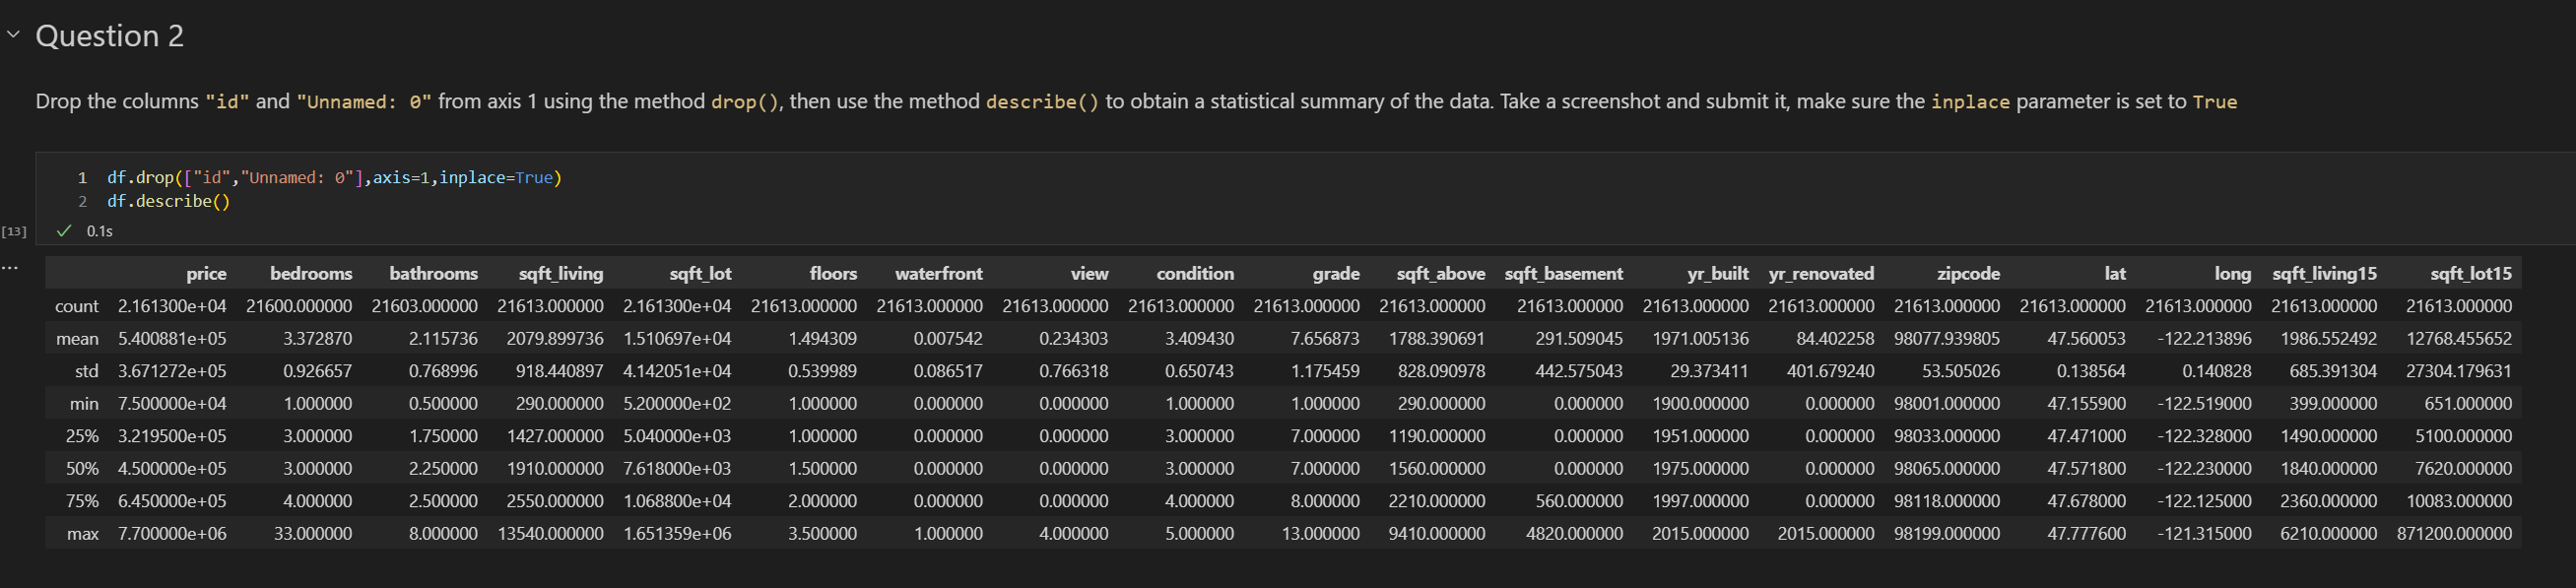 Question 2
Drop the columns "id" and "Unnamed: 0" from axis 1 using the method drop(), then use the method describe() to obtain a statistical summary of the data. Take a screenshot and submit it, make sure the inplace parameter is set to True
1 df.drop(["id","Unnamed: 0"],axis=1,inplace=True)
2 df.describe()
[13] 0.1s
...
price bedrooms bathrooms sqft_living sqft_lot floors waterfront view condition grade sqft_above sqft_basement yr_built yr_renovated zipcode lat long sqft_living15 sqft_lot15
count 2.161300e+04 21600.000000 21603.000000 21613.000000 2.161300e+04 21613.000000 21613.000000 21613.000000 21613.000000 21613.000000 21613.000000 21613.000000 21613.000000 21613.000000 21613.000000 21613.000000 21613.000000 21613.000000 21613.000000
mean 5.400881e+05 3.372870 2.115736 2079.899736 1.510697e+04 1.494309 0.007542 0.234303 3.409430 7.656873 1788.390691 291.509045 1971.005136 84.402258 98077.939805 47.560053 -122.213896 1986.552492 12768.455652
std 3.671272e+05 0.926657 0.768996 918.440897 4.142051e+04 0.539989 0.086517 0.766318 0.650743 1.175459 828.090978 442.575043 29.373411 401.679240 53.505026 0.138564 0.140828 685.391304 27304.179631
min 7.500000e+04 1.000000 0.500000 290.000000 5.200000e+02 1.000000 0.000000 0.000000 1.000000 1.000000 290.000000 0.000000 1900.000000 0.000000 98001.000000 47.155900 -122.519000 399.000000 651.000000
25% 3.219500e+05 3.000000 1.750000 1427.000000 5.040000e+03 1.000000 0.000000 0.000000 3.000000 7.000000 1190.000000 0.000000 1951.000000 0.000000 98033.000000 47.471000 -122.328000 1490.000000 5100.000000
50% 4.500000e+05 3.000000 2.250000 1910.000000 7.618000e+03 1.500000 0.000000 0.000000 3.000000 7.000000 1560.000000 0.000000 1975.000000 0.000000 98065.000000 47.571800 -122.230000 1840.000000 7620.000000
75% 6.450000e+05 4.000000 2.500000 2550.000000 1.068800e+04 2.000000 0.000000 0.000000 4.000000 8.000000 2210.000000 560.000000 1997.000000 0.000000 98118.000000 47.678000 -122.125000 2360.000000 10083.000000
max 7.700000e+06 33.000000 8.000000 13540.000000 1.651359e+06 3.500000 1.000000 4.000000 5.000000 13.000000 9410.000000 4820.000000 2015.000000 2015.000000 98199.000000 47.777600 -121.315000 6210.000000 871200.000000